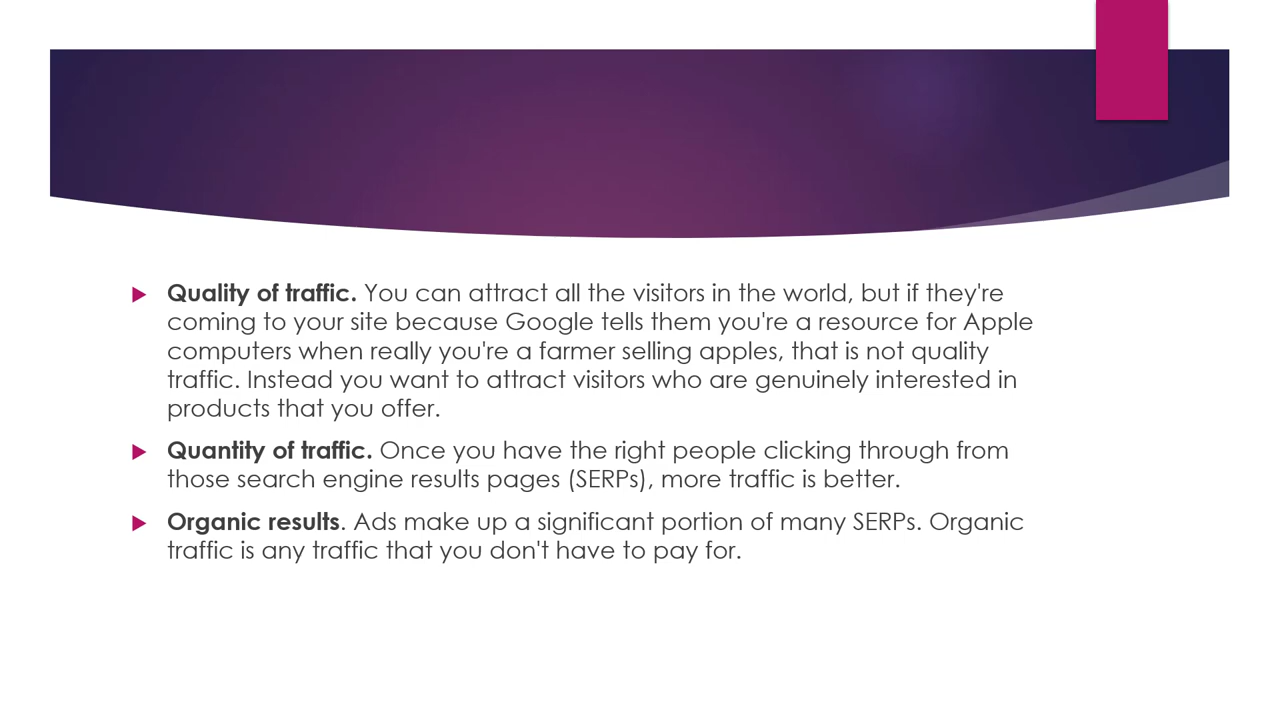 Quality of traffic. You can attract all the visitors in the world, but if they're
coming to your site because Google tells them you're a resource for Apple
computers when really you're a farmer selling apples, that is not quality
traffic. Instead you want to attract visitors who are genuinely interested in
products that you offer.
Quantity of traffic. Once you have the right people clicking through from
those search engine results pages (SERPs), more traffic is better.
Organic results. Ads make up a significant portion of many SERPs. Organic
traffic is any traffic that you don't have to pay for.